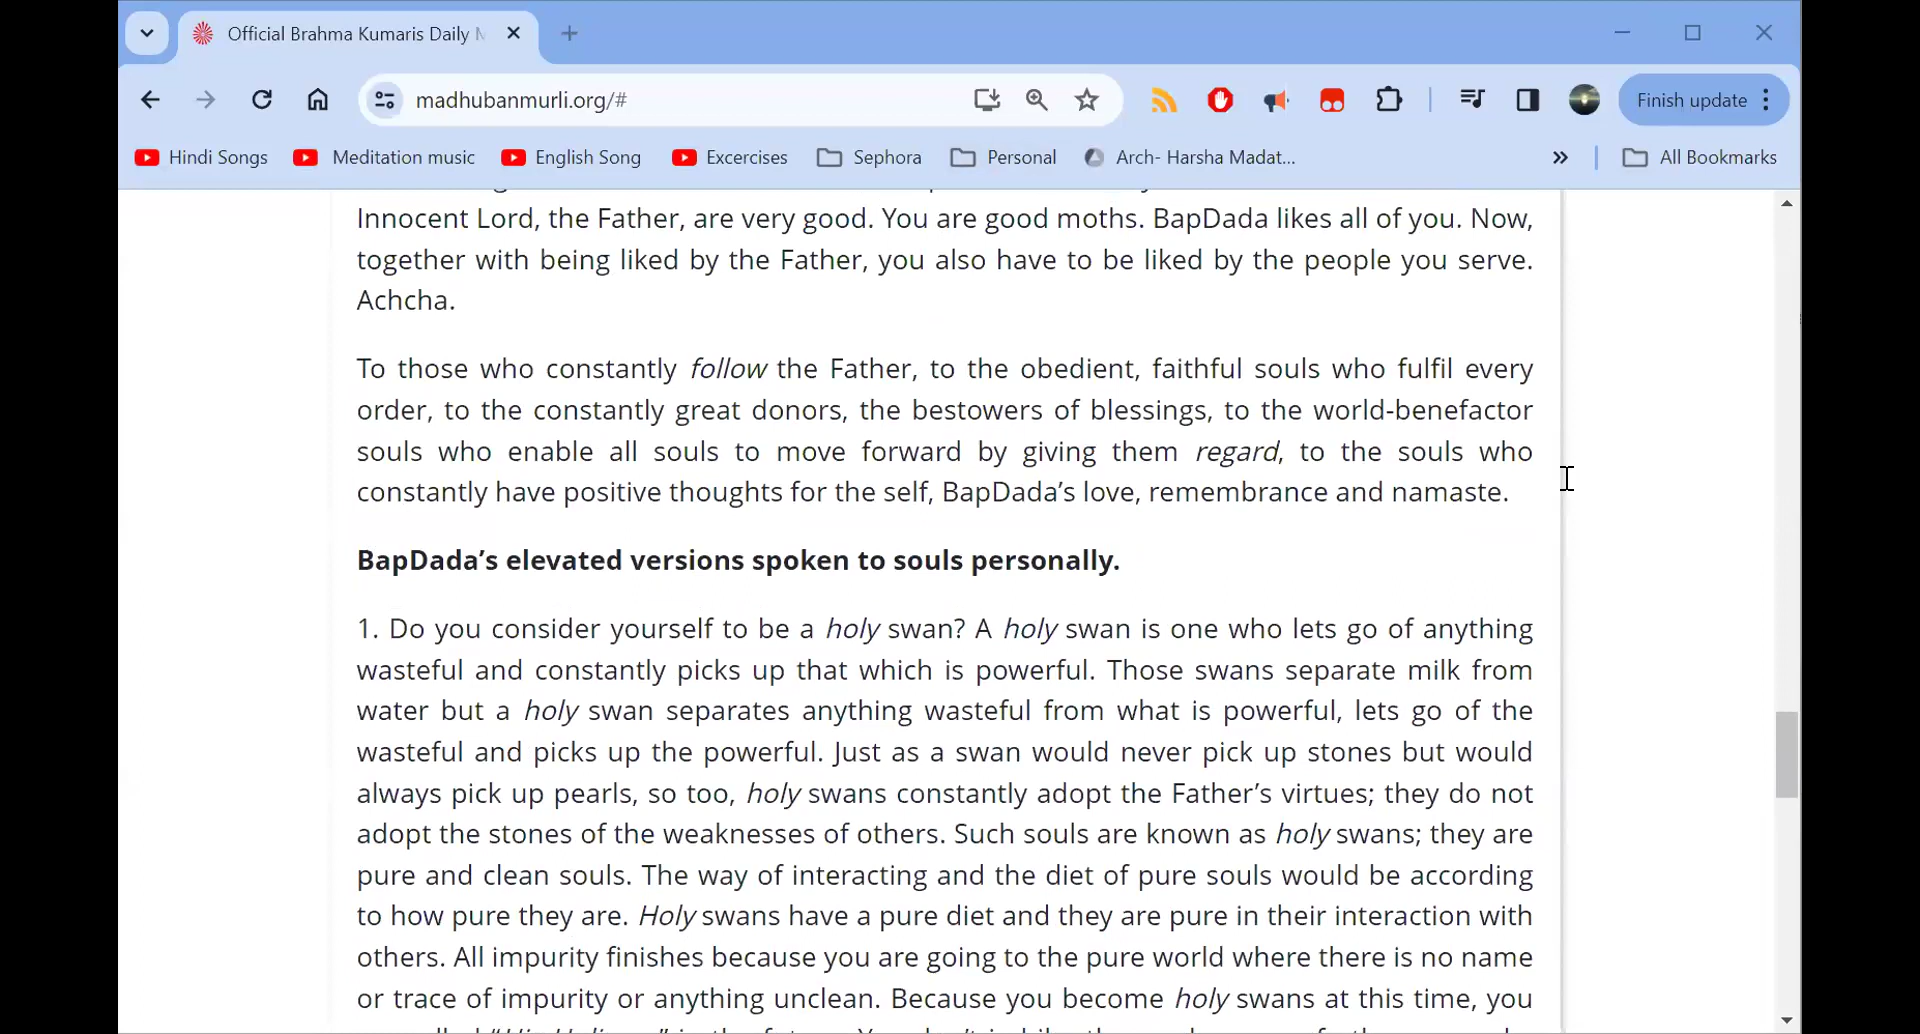 Official Brahma Kumaris Daily
madhubanmurli.org/#
Finish update
Hindi Songs
Meditation music
English Song
Excercises
Sephora
Personal
Arch- Harsha Madat...
All Bookmarks
Innocent Lord, the Father, are very good. You are good moths. BapDada likes all of you. Now,
together with being liked by the Father, you also have to be liked by the people you serve.
Achcha.
To those who constantly follow the Father, to the obedient, faithful souls who fulfil every
order, to the constantly great donors, the bestowers of blessings, to the world-benefactor
souls who enable all souls to move forward by giving them regard, to the souls who
constantly have positive thoughts for the self, BapDada’s love, remembrance and namaste.
BapDada’s elevated versions spoken to souls personally.
1. Do you consider yourself to be a holy swan? A holy swan is one who lets go of anything
wasteful and constantly picks up that which is powerful. Those swans separate milk from
water but a holy swan separates anything wasteful from what is powerful, lets go of the
wasteful and picks up the powerful. Just as a swan would never pick up stones but would
always pick up pearls, so too, holy swans constantly adopt the Father’s virtues; they do not
adopt the stones of the weaknesses of others. Such souls are known as holy swans; they are
pure and clean souls. The way of interacting and the diet of pure souls would be according
to how pure they are. Holy swans have a pure diet and they are pure in their interaction with
others. All impurity finishes because you are going to the pure world where there is no name
or trace of impurity or anything unclean. Because you become holy swans at this time, you